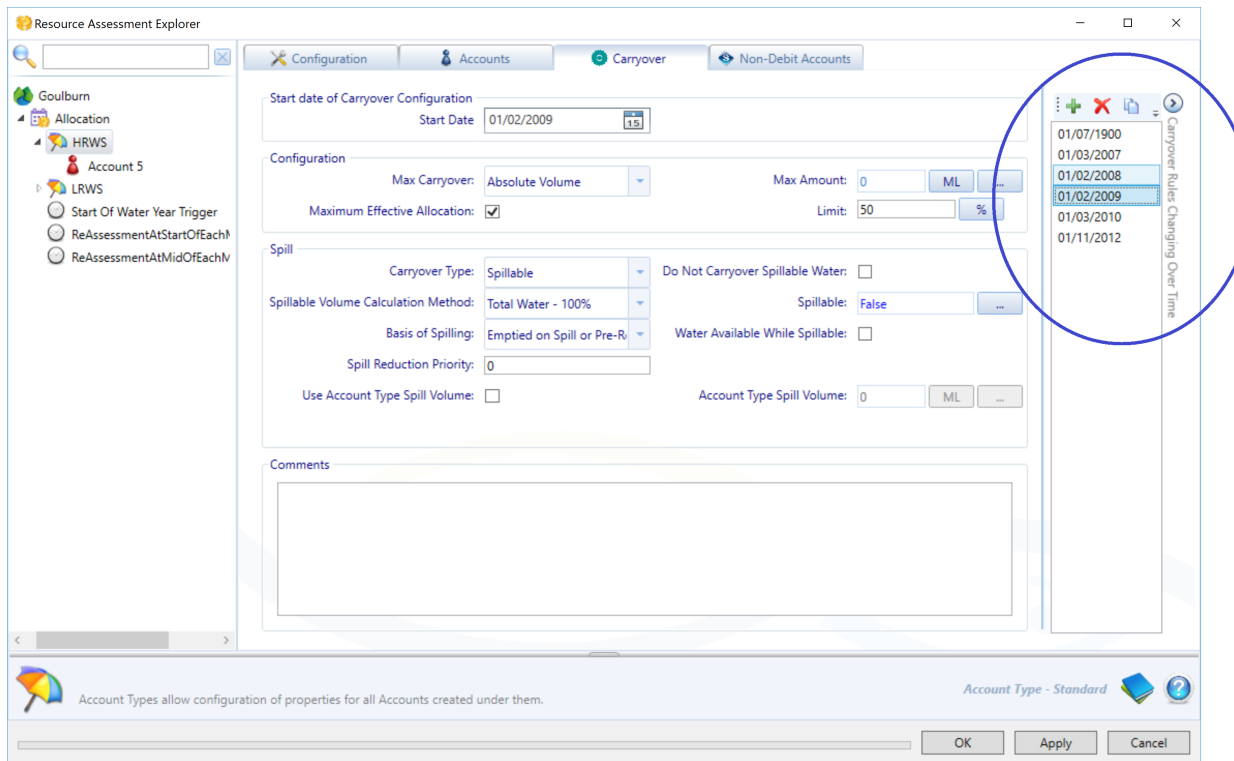 Resource Assessment Explorer
Configuration
Accounts
Carryover
Non-Debit Accounts
Goulburn
Allocation
HRWS
Account 5
LRWS
Start Of Water Year Trigger
ReAssessmentAtStartOfEachM
ReAssessmentAtMidOfEachM
Start date of Carryover Configuration
Start Date 01/02/2009 15
Configuration
Max Carryover: Absolute Volume Max Amount: 0 ML ...
Maximum Effective Allocation: Limit: 50 %
Spill
Carryover Type: Spillable Do Not Carryover Spillable Water:
Spillable Volume Calculation Method: Total Water - 100% Spillable: False ...
Basis of Spilling: Emptied on Spill or Pre-R Water Available While Spillable:
Spill Reduction Priority: 0
Use Account Type Spill Volume: Account Type Spill Volume: 0 ML ...
Comments
01/07/1900
01/03/2007
01/02/2008
01/02/2009
01/03/2010
01/11/2012
Carryover Rules Changing Over Time
Account Types allow configuration of properties for all Accounts created under them.
Account Type - Standard
OK Apply Cancel